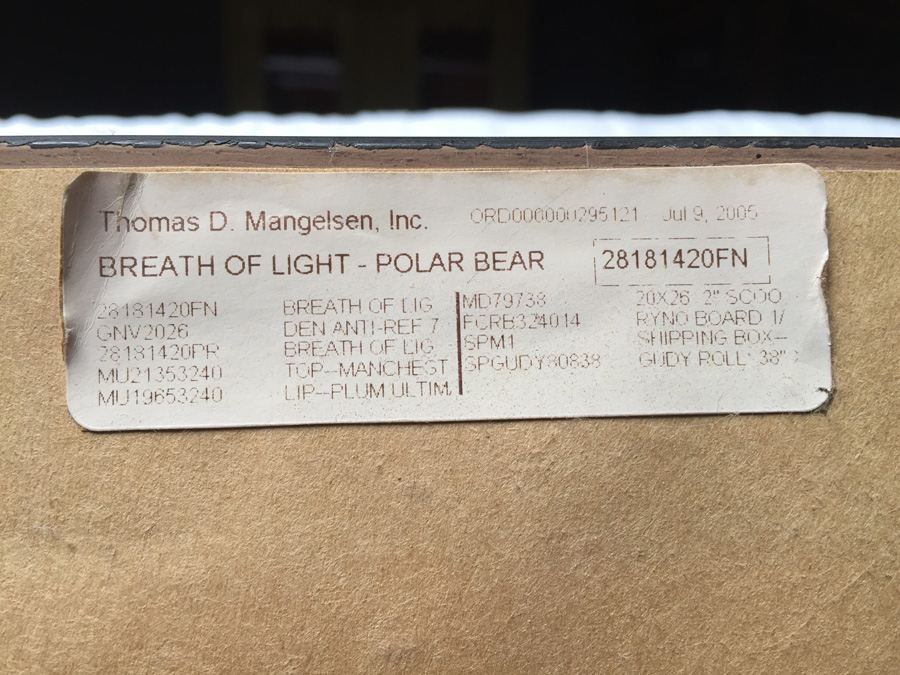 Thomas D. Mangelsen, Inc. ORD000000295121 Jul 9, 2005
BREATH OF LIGHT - POLAR BEAR 28181420FN
28181420FN BREATH OF LIG MD79738 20X26 2" SCOO
GNV2026 DEN ANTI-REF 7 FCRB324014 RYNO BOARD 1/
28181420PR BREATH OF LIG SPM1 SHIPPING BOX--
MU21353240 TOP--MANCHEST SPGUDY80838 GUDY ROLL 38"
MU19653240 LIP--PLUM ULTIM